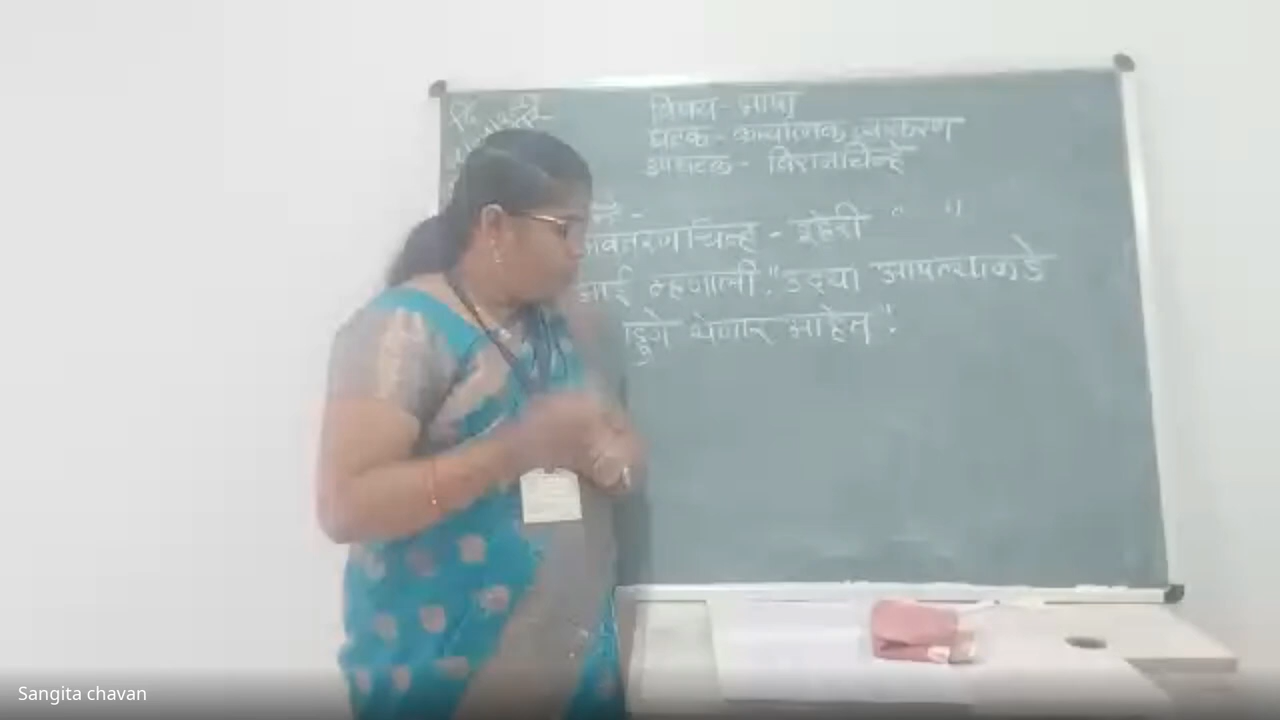 विषय - भाषा
घटक - कार्यात्मक व्याकरण
उपघटक - विरामचिन्हे
अवतरणचिन्ह - दुहेरी " "
आई म्हणाली, "उद्या आपल्याकडे
येणार आहेत".
Sangita chavan